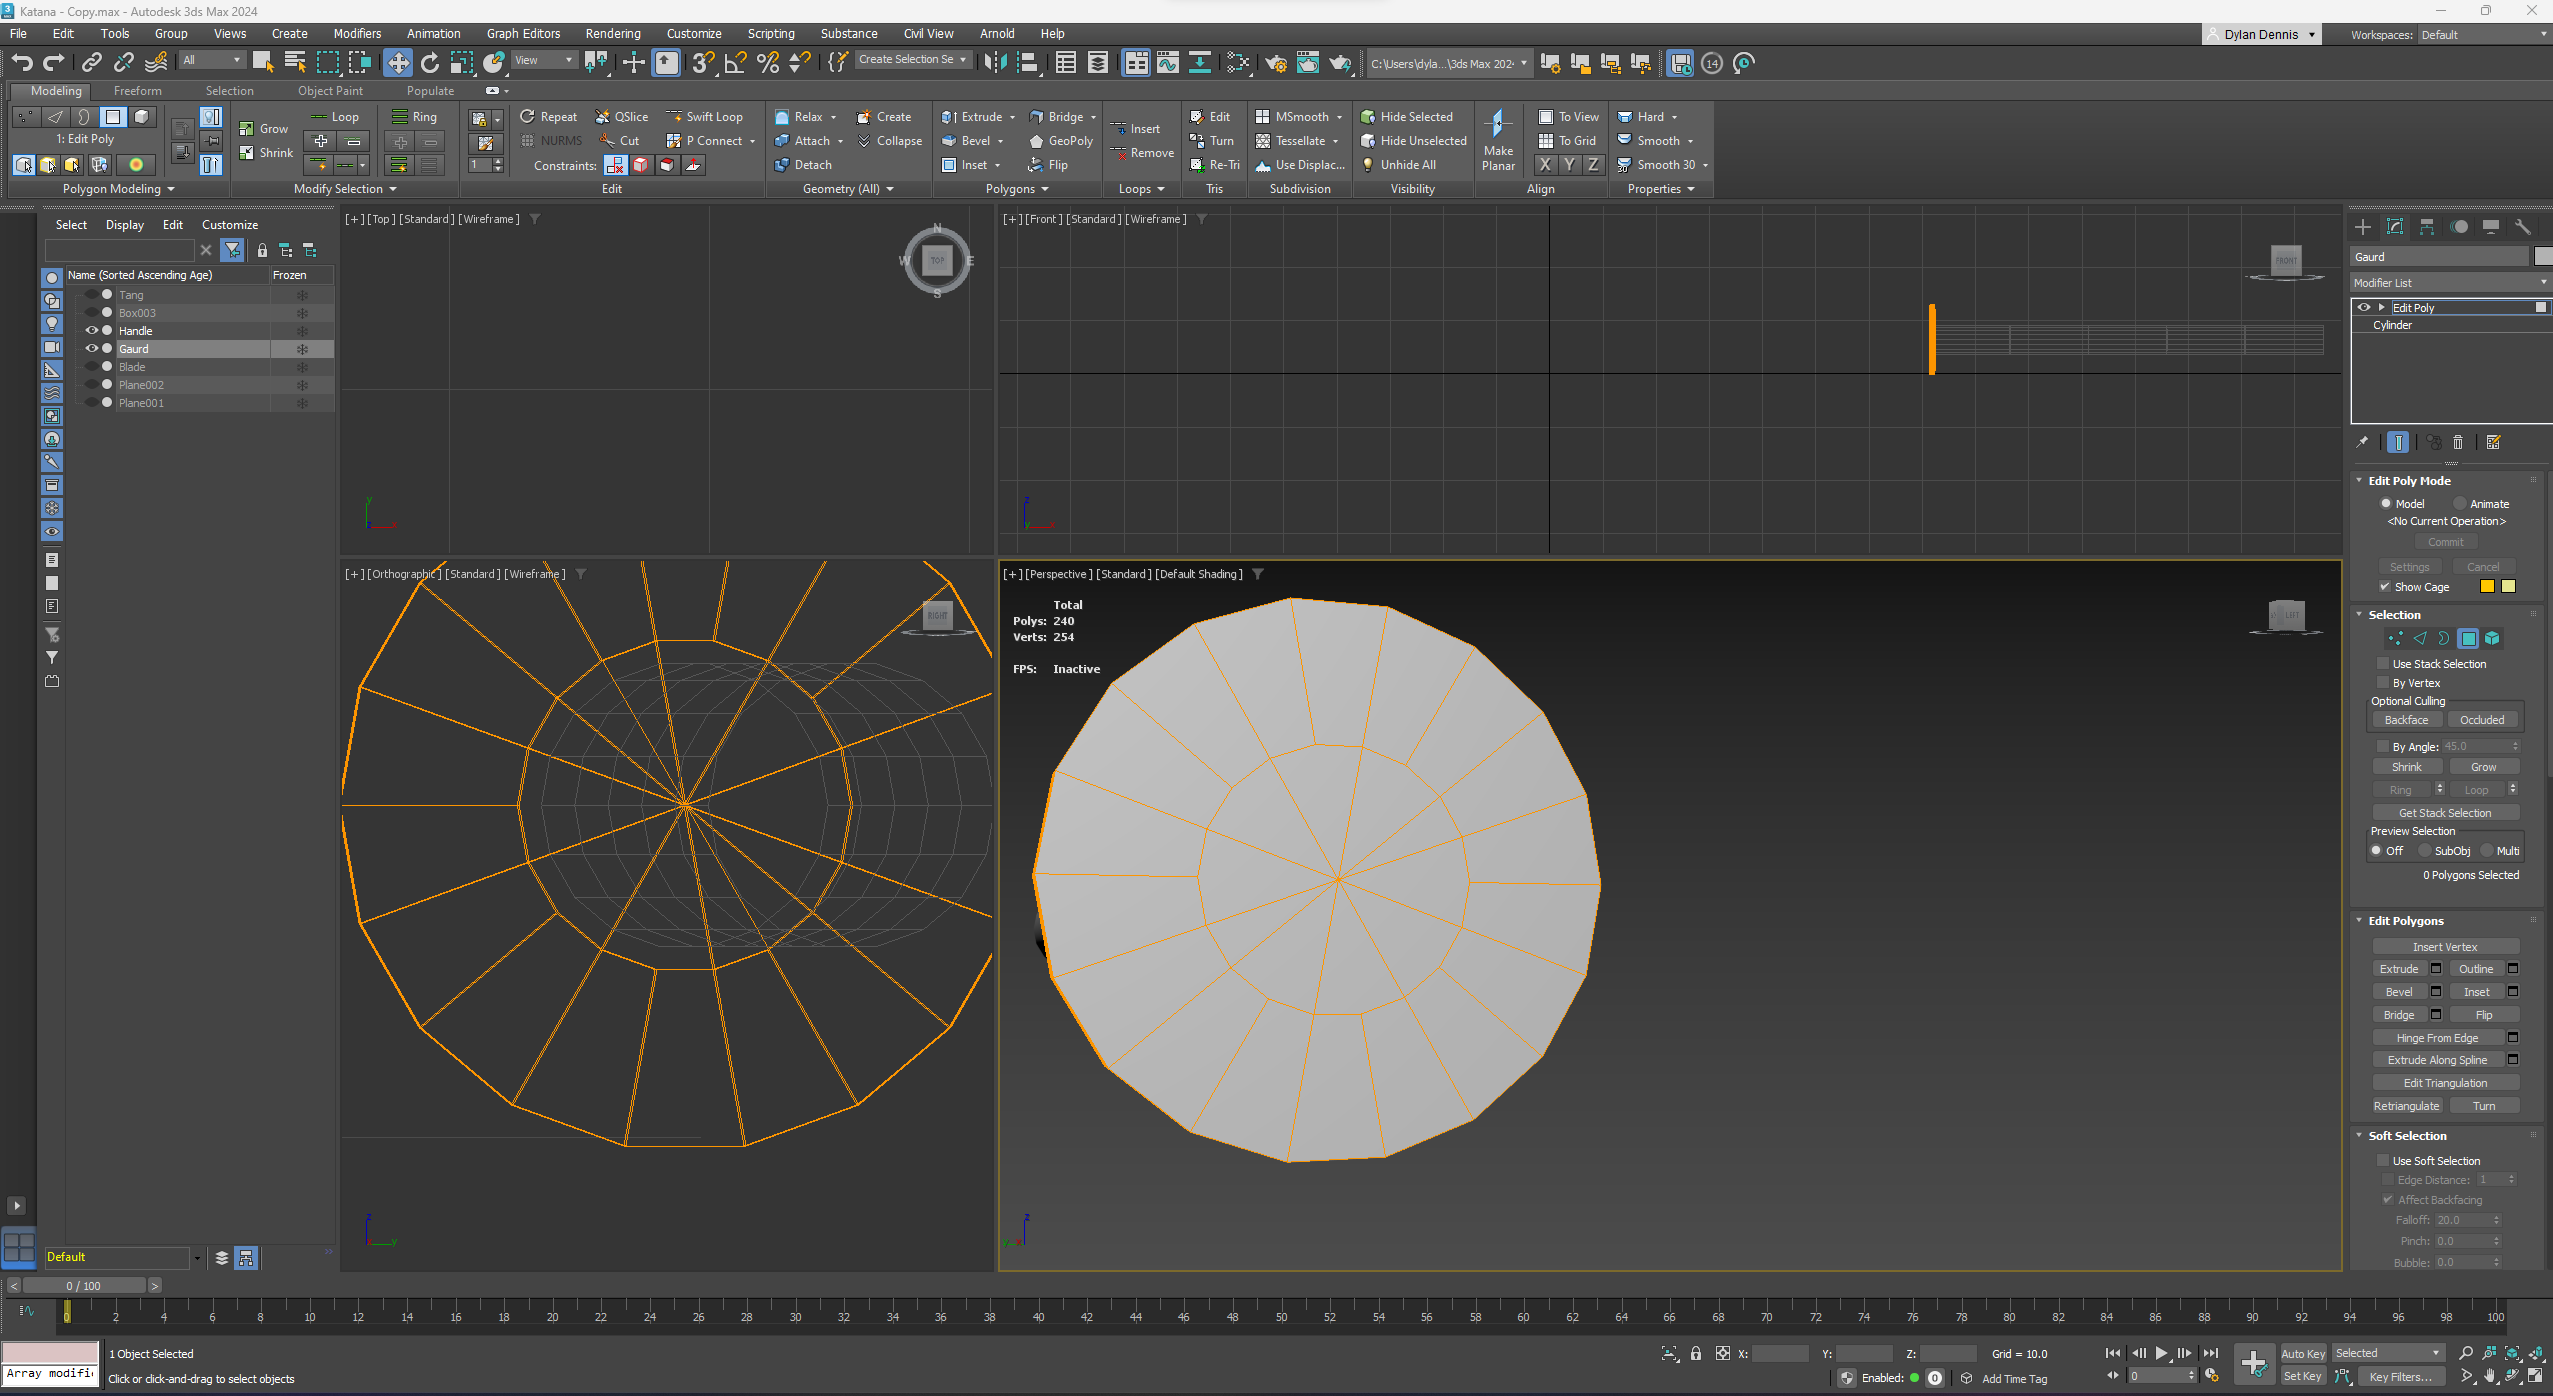 Katana - Copy.max - Autodesk 3ds Max 2024
File Edit Tools Group Views Create Modifiers Animation Graph Editors Rendering Customize Scripting Substance Civil View Arnold Help
Dylan Dennis Workspaces: Default
All View Create Selection Se C:\Users\dyla...\3ds Max 202 14
Modeling Freeform Selection Object Paint Populate
Loop Ring Repeat QSlice Swift Loop Relax Create Extrude Bridge Insert Edit MSmooth Hide Selected To View Hard
1: Edit Poly Grow NURMS Cut P Connect Attach Collapse Bevel GeoPoly Turn Tessellate Hide Unselected Make Planar To Grid Smooth
Shrink 1 Constraints: Detach Inset Flip Remove Re-Tri Use Displac... Unhide All X Y Z Smooth 30
Polygon Modeling Modify Selection Edit Geometry (All) Polygons Loops Tris Subdivision Visibility Align Properties
Select Display Edit Customize
Name (Sorted Ascending Age) Frozen
Tang
Box003
Handle
Gaurd
Blade
Plane002
Plane001
Default
[+] [Top] [Standard] [Wireframe]
N
W TOP E
S
y
x
[+] [Front] [Standard] [Wireframe]
FRONT
z
[+] [Orthographic] [Standard] [Wireframe]
RIGHT
z
y
[+] [Perspective] [Standard] [Default Shading]
Total
Polys: 240
Verts: 254
FPS: Inactive
LEFT
z
y
Gaurd
Modifier List
Edit Poly
Cylinder
Edit Poly Mode
Model Animate
<No Current Operation>
Commit
Settings Cancel
Show Cage
Selection
Use Stack Selection
By Vertex
Optional Culling
Backface Occluded
By Angle: 45.0
Shrink Grow
Ring Loop
Get Stack Selection
Preview Selection
Off SubObj Multi
0 Polygons Selected
Edit Polygons
Insert Vertex
Extrude Outline
Bevel Inset
Bridge Flip
Hinge From Edge
Extrude Along Spline
Edit Triangulation
Retriangulate Turn
Soft Selection
Use Soft Selection
Edge Distance: 1
Affect Backfacing
Falloff: 20.0
Pinch: 0.0
Bubble: 0.0
< 0 / 100 >
0 2 4 6 8 10 12 14 16 18 20 22 24 26 28 30 32 34 36 38 40 42 44 46 48 50 52 54 56 58 60 62 64 66 68 70 72 74 76 78 80 82 84 86 88 90 92 94 96 98 100
1 Object Selected X: Y: Z: Grid = 10.0 Auto Key Selected
Array modifi Click or click-and-drag to select objects Enabled: 0 Add Time Tag 0 Set Key Key Filters...